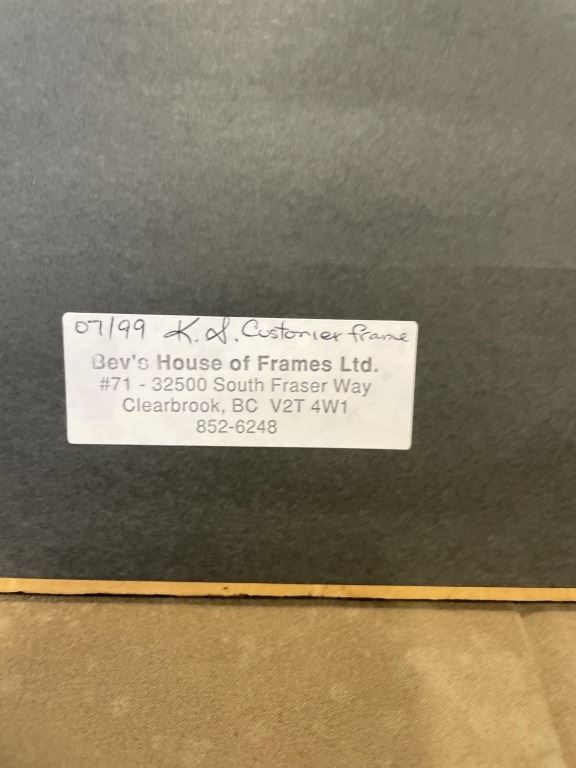 07/99 K.S. Customer frame
Bev's House of Frames Ltd.
#71 - 32500 South Fraser Way
Clearbrook, BC V2T 4W1
852-6248